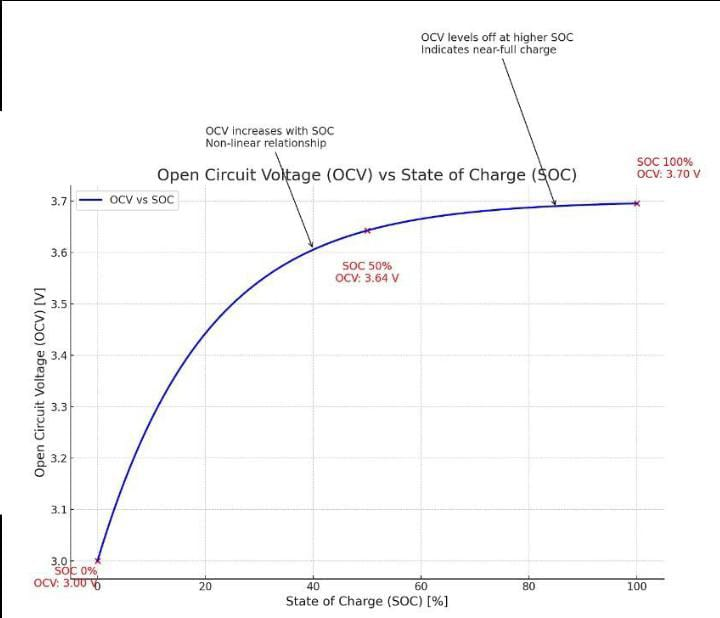 OCV levels off at higher SOC
Indicates near-full charge
OCV increases with SOC
Non-linear relationship
SOC 100%
OCV: 3.70 V
Open Circuit Voltage (OCV) vs State of Charge (SOC)
OCV vs SOC
3.7
3.6
SOC 50%
OCV: 3.64 V
3.5
3.4
3.3
3.2
3.1
3.0
Open Circuit Voltage (OCV) [V]
SOC 0%
OCV: 3.00 V
0 20 40 60 80 100
State of Charge (SOC) [%]